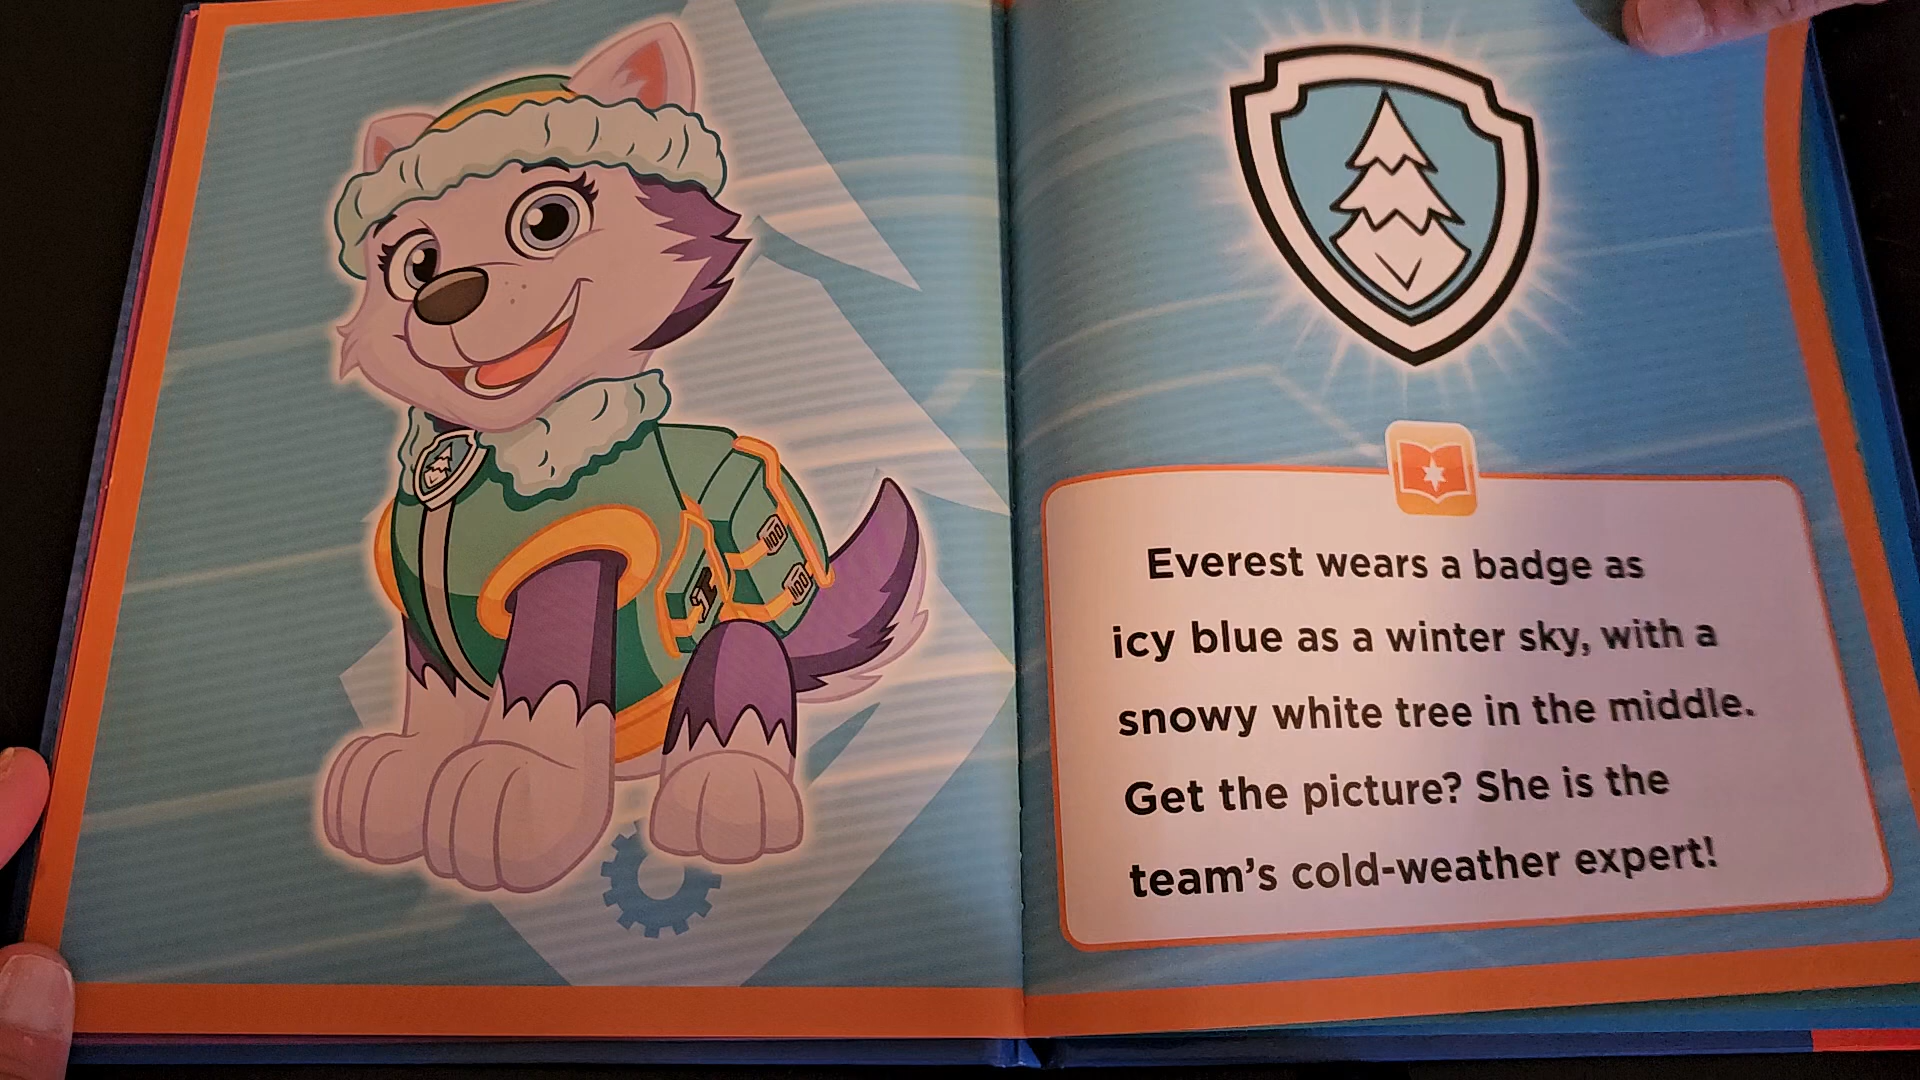 Everest wears a badge as
icy blue as a winter sky, with a
snowy white tree in the middle.
Get the picture? She is the
team's cold-weather expert!